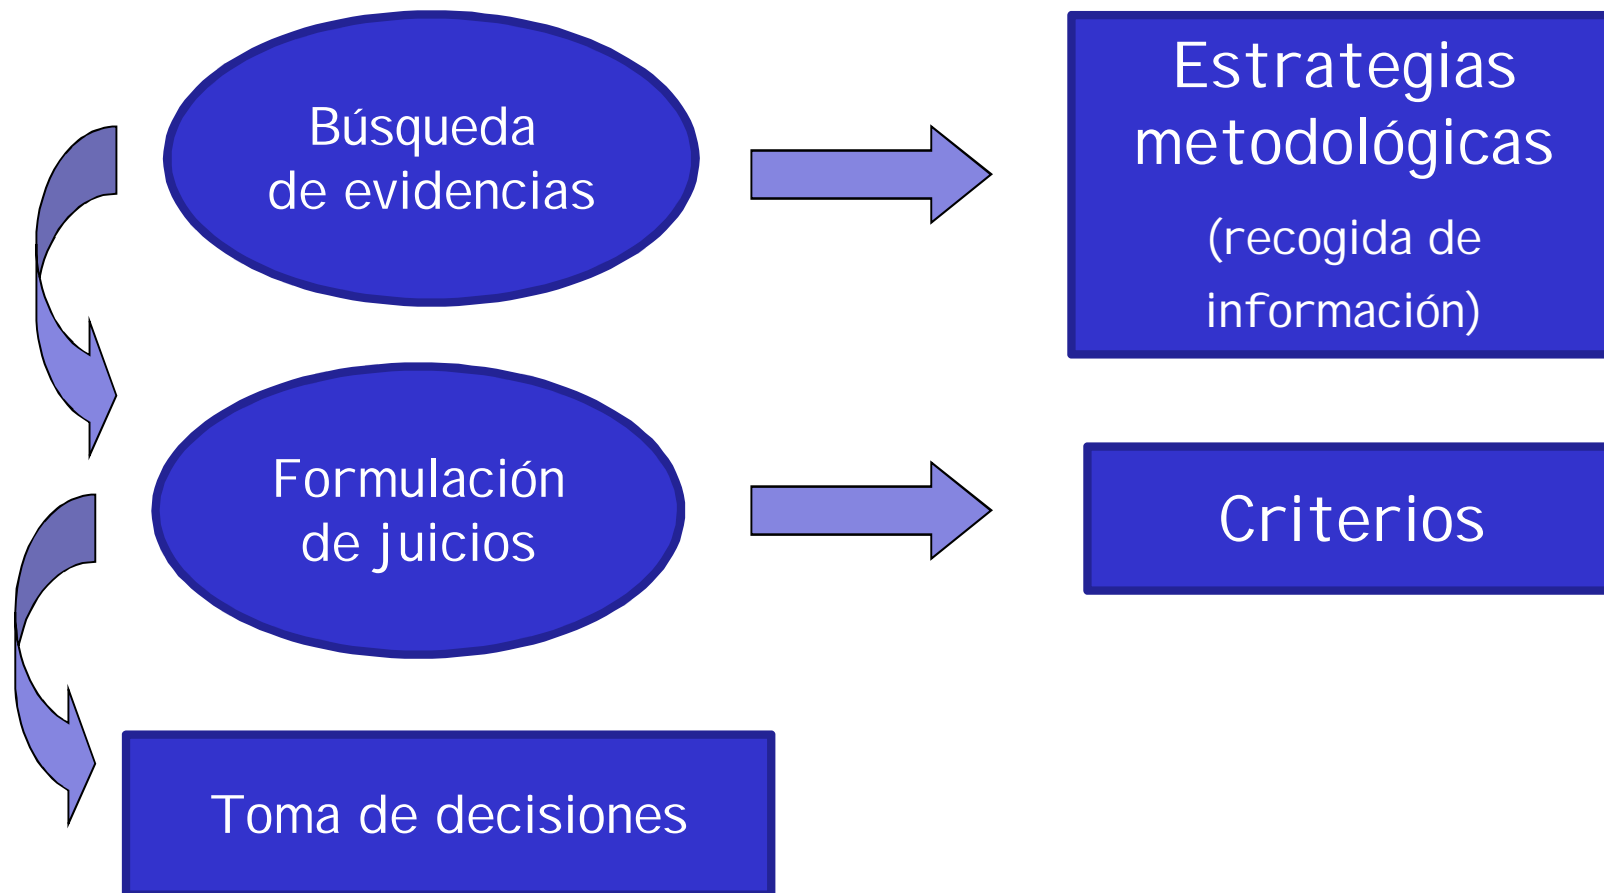 Búsqueda
de evidencias
Estrategias
metodológicas
(recogida de
información)
Formulación
de juicios
Criterios
Toma de decisiones